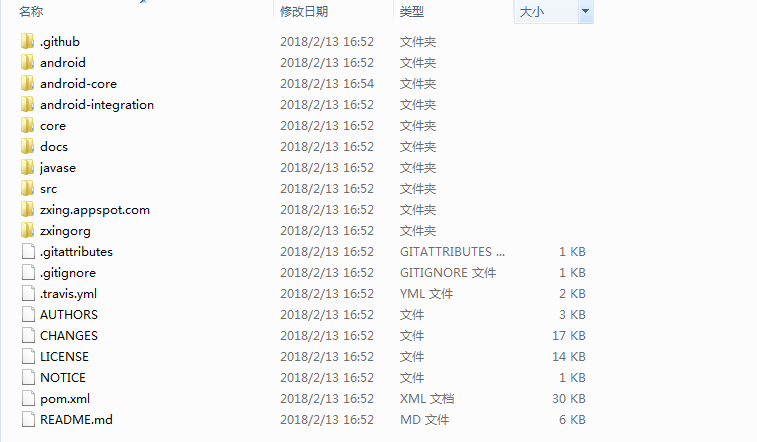 名称 修改日期 类型 大小
.github 2018/2/13 16:52 文件夹
android 2018/2/13 16:52 文件夹
android-core 2018/2/13 16:54 文件夹
android-integration 2018/2/13 16:52 文件夹
core 2018/2/13 16:52 文件夹
docs 2018/2/13 16:52 文件夹
javase 2018/2/13 16:52 文件夹
src 2018/2/13 16:52 文件夹
zxing.appspot.com 2018/2/13 16:52 文件夹
zxingorg 2018/2/13 16:52 文件夹
.gitattributes 2018/2/13 16:52 GITATTRIBUTES ... 1 KB
.gitignore 2018/2/13 16:52 GITIGNORE 文件 1 KB
.travis.yml 2018/2/13 16:52 YML 文件 2 KB
AUTHORS 2018/2/13 16:52 文件 3 KB
CHANGES 2018/2/13 16:52 文件 17 KB
LICENSE 2018/2/13 16:52 文件 14 KB
NOTICE 2018/2/13 16:52 文件 1 KB
pom.xml 2018/2/13 16:52 XML 文档 30 KB
README.md 2018/2/13 16:52 MD 文件 6 KB